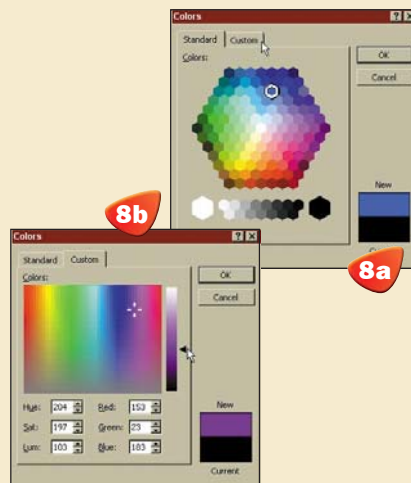 Colors
Standard Custom
Colors:
OK
Cancel
New
8a
8b
Colors
Standard Custom
Colors:
OK
Cancel
Hue: 204 Red: 153
Sat: 197 Green: 23
Lum: 103 Blue: 183
New
Current